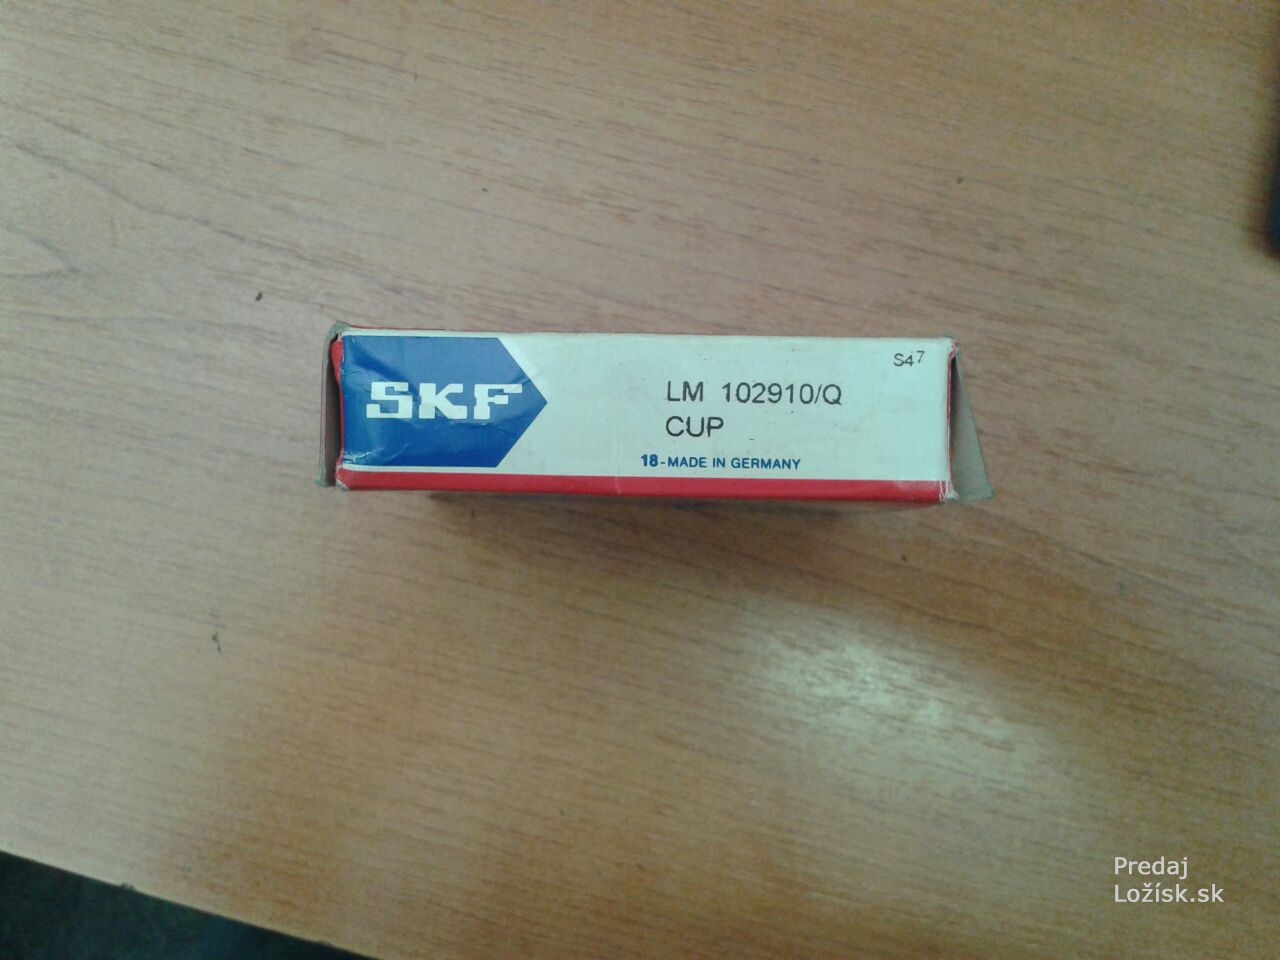 SKF
S47
LM 102910/Q
CUP
18-MADE IN GERMANY
Predaj
Ložísk.sk